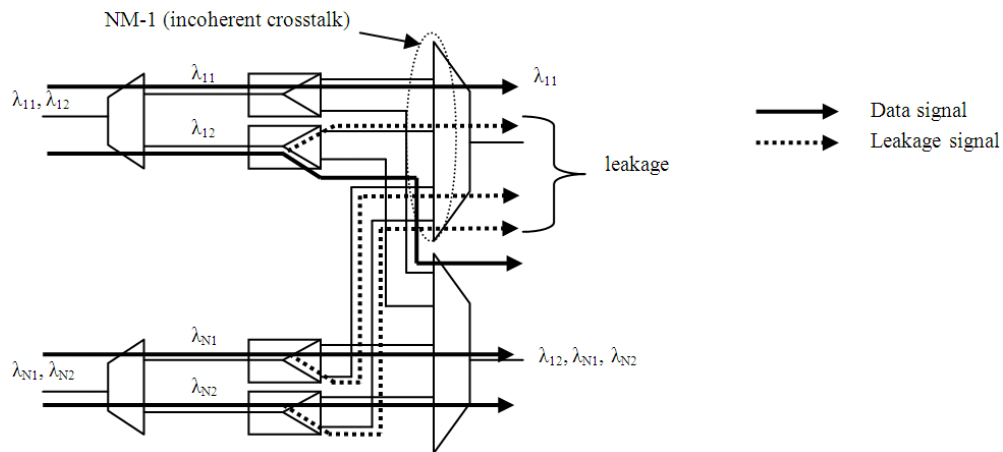 NM-1 (incoherent crosstalk)
λ11
λ11
λ11, λ12
λ12
Data signal
Leakage signal
leakage
λN1
λN1, λN2
λ12, λN1, λN2
λN2